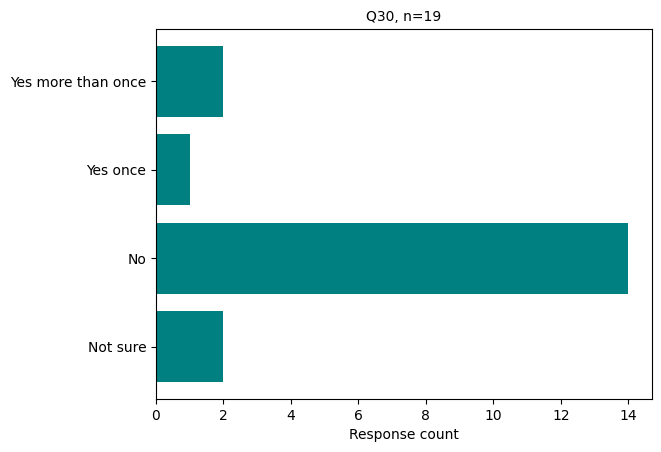 Q30, n=19
Yes more than once
Yes once
No
Not sure
0 2 4 6 8 10 12 14
Response count